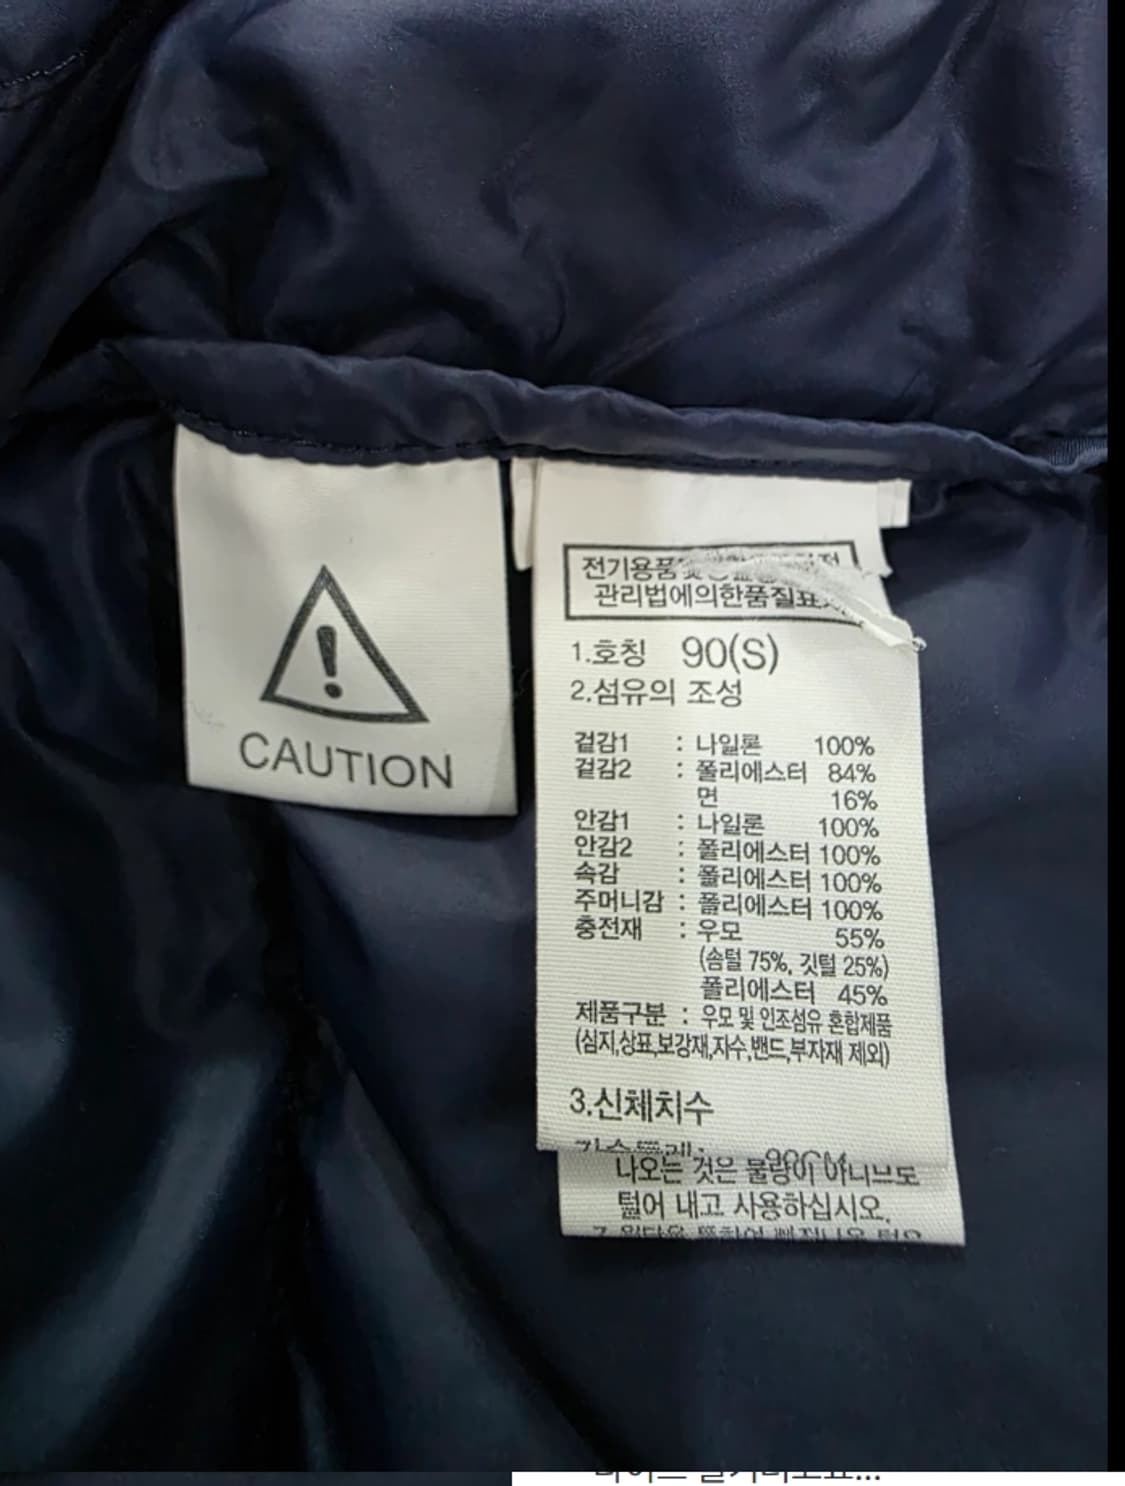 CAUTION
전기용품
관리법에의한품질표
1.호칭 90(S)
2.섬유의 조성
겉감1 : 나일론 100%
겉감2 : 폴리에스터 84%
면 16%
안감1 : 나일론 100%
안감2 : 폴리에스터 100%
속감 : 폴리에스터 100%
주머니감 : 폴리에스터 100%
충전재 : 우모 55%
(솜털 75%, 깃털 25%)
폴리에스터 45%
제품구분 : 우모 및 인조섬유 혼합제품
(심지,상표,보강재,자수,밴드,부자재 제외)
3.신체치수
90CM
나오는 것은 불량이 아니므로
털어 내고 사용하십시오.